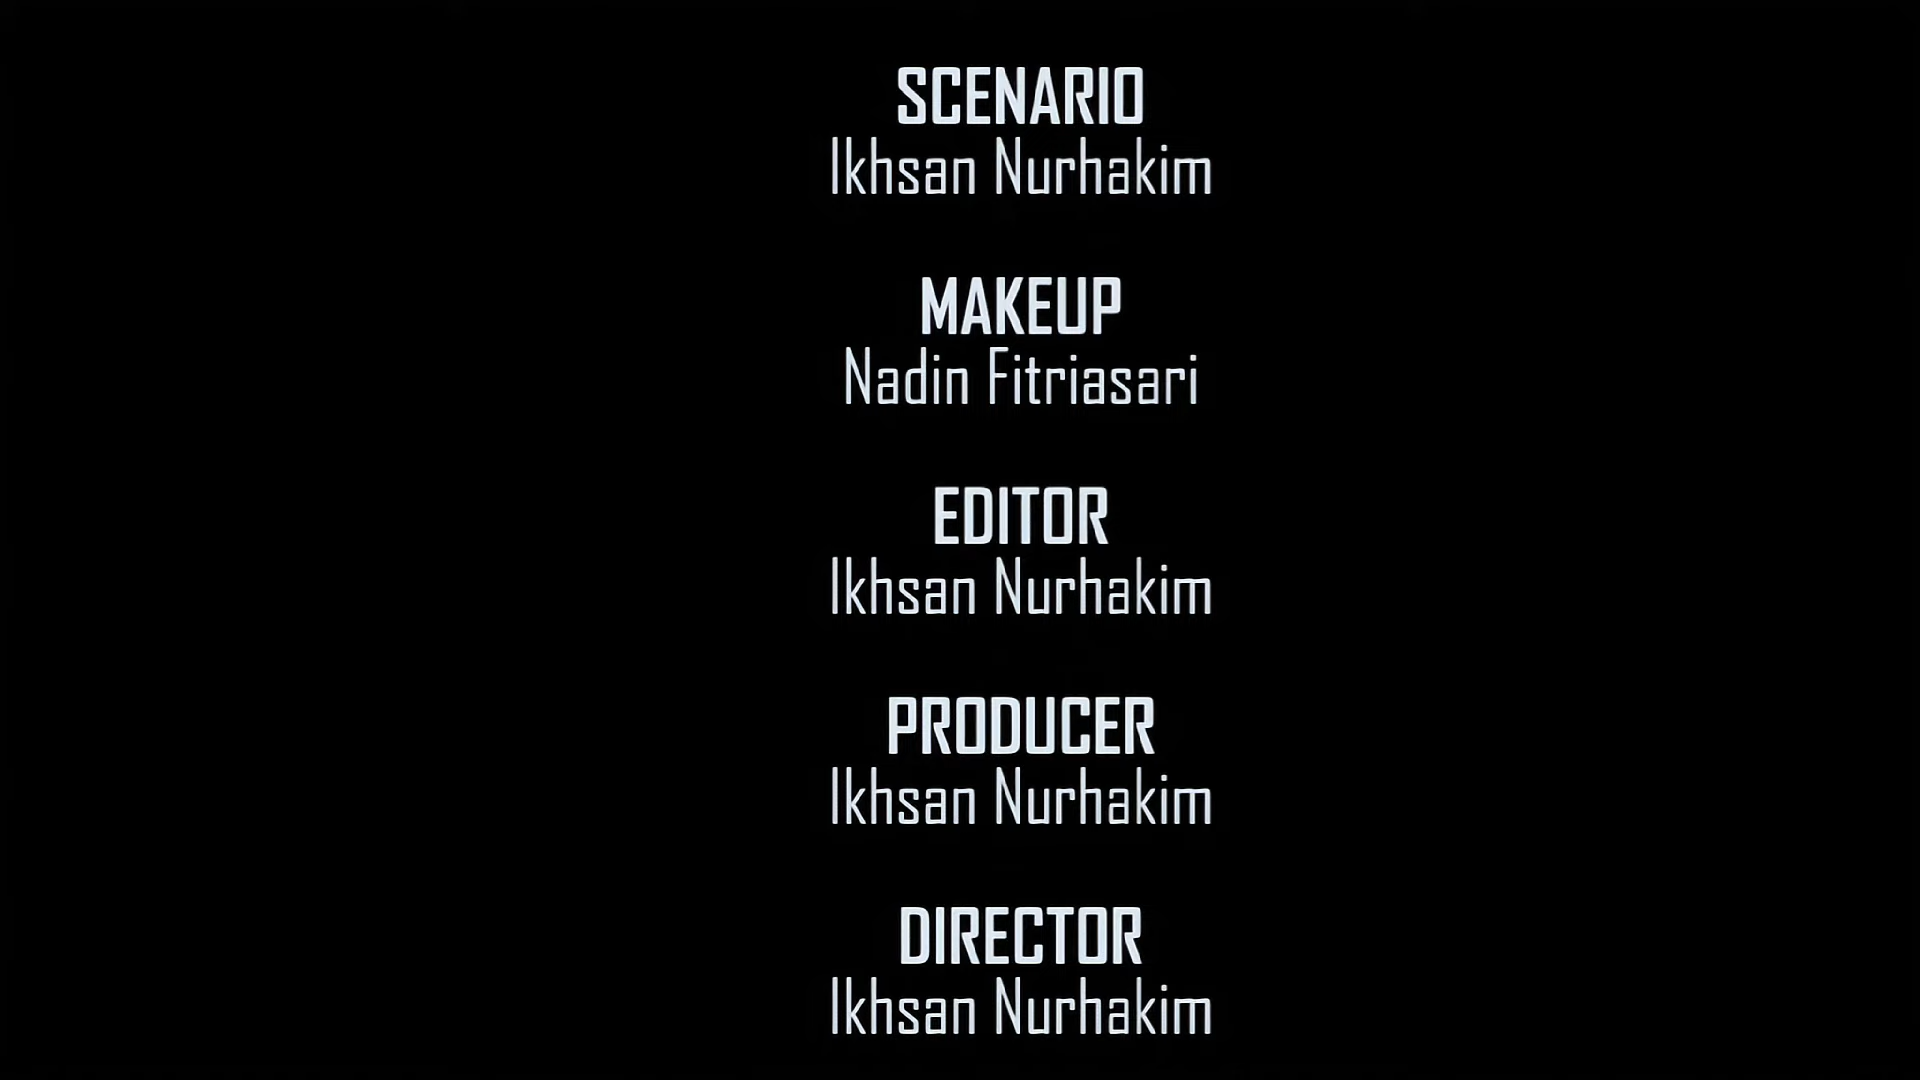 SCENARIO
Ikhsan Nurhakim
MAKEUP
Nadin Fitriasari
EDITOR
Ikhsan Nurhakim
PRODUCER
Ikhsan Nurhakim
DIRECTOR
Ikhsan Nurhakim